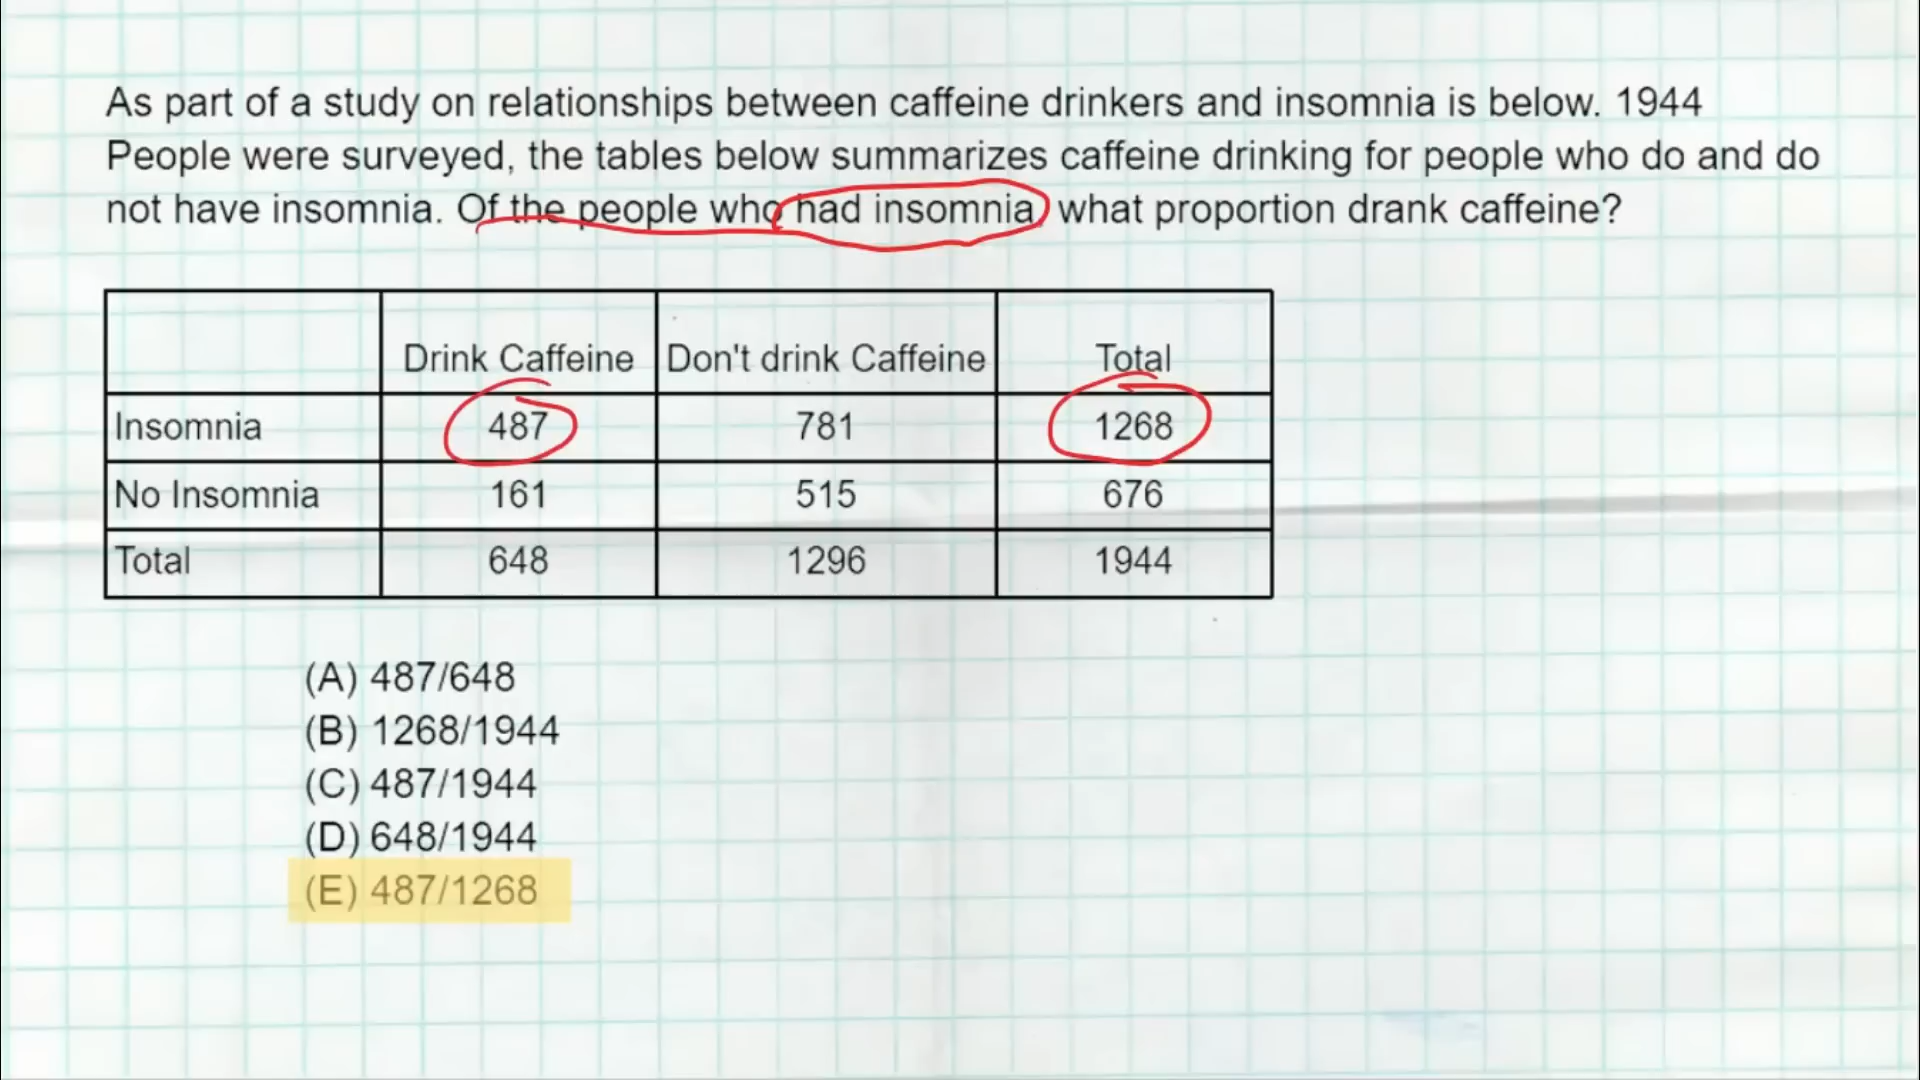 As part of a study on relationships between caffeine drinkers and insomnia is below. 1944
People were surveyed, the tables below summarizes caffeine drinking for people who do and do
not have insomnia. Of the people who had insomnia, what proportion drank caffeine?
Drink Caffeine Don't drink Caffeine Total
Insomnia 487 781 1268
No Insomnia 161 515 676
Total 648 1296 1944
(A) 487/648
(B) 1268/1944
(C) 487/1944
(D) 648/1944
(E) 487/1268